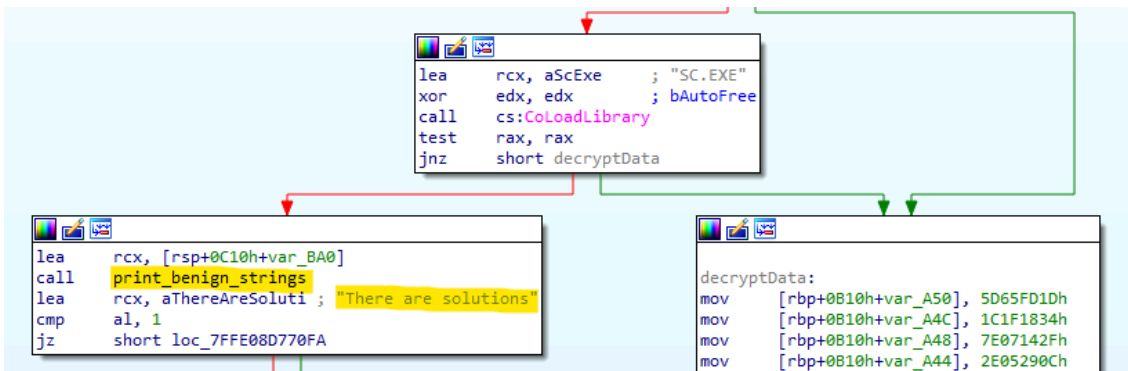 lea rcx, aScExe ; "SC.EXE"
xor edx, edx ; bAutoFree
call cs:CoLoadLibrary
test rax, rax
jnz short decryptData
lea rcx, [rsp+0C10h+var_BA0]
call print_benign_strings
lea rcx, aThereAreSoluti ; "There are solutions"
cmp al, 1
jz short loc_7FFE08D770FA
decryptData:
mov [rbp+0B10h+var_A50], 5D65FD1Dh
mov [rbp+0B10h+var_A4C], 1C1F1834h
mov [rbp+0B10h+var_A48], 7E07142Fh
mov [rbp+0B10h+var_A44], 2E05290Ch